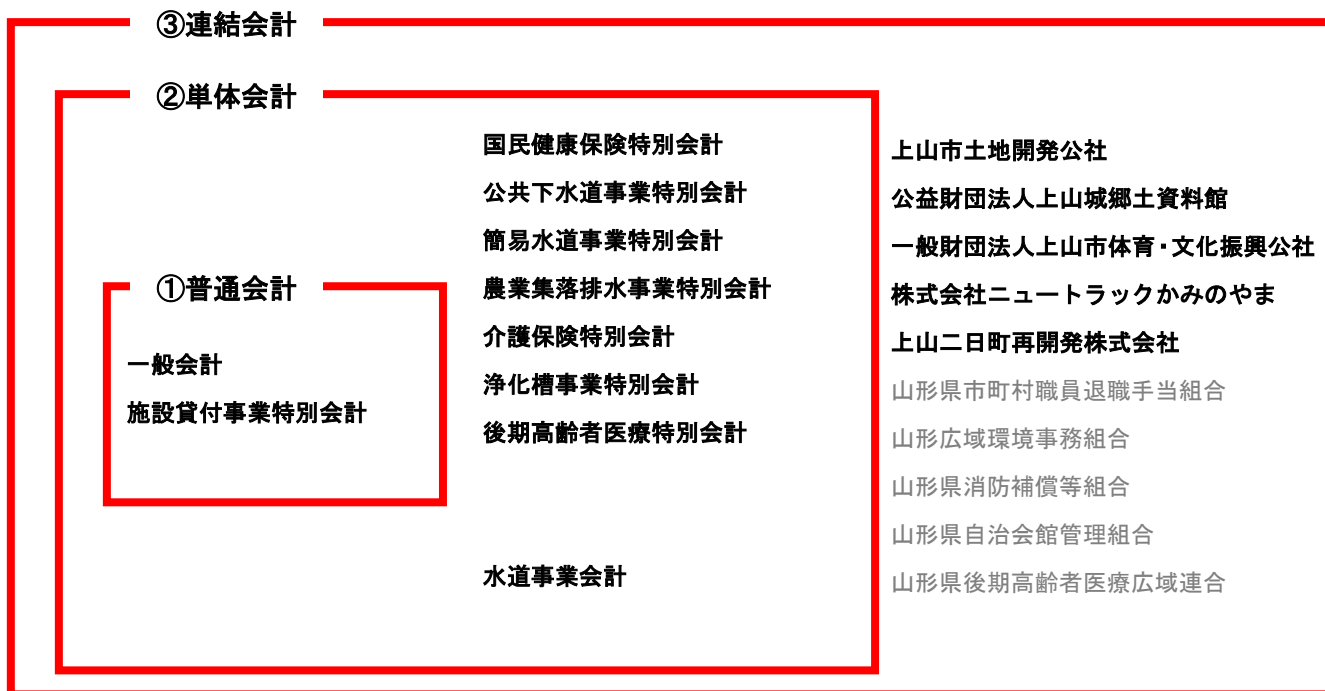 ③連結会計
②単体会計
①普通会計
一般会計
施設貸付事業特別会計
国民健康保険特別会計
公共下水道事業特別会計
簡易水道事業特別会計
農業集落排水事業特別会計
介護保険特別会計
浄化槽事業特別会計
後期高齢者医療特別会計
水道事業会計
上山市土地開発公社
公益財団法人上山城郷土資料館
一般財団法人上山市体育・文化振興公社
株式会社ニュートラックかみのやま
上山二日町再開発株式会社
山形県市町村職員退職手当組合
山形広域環境事務組合
山形県消防補償等組合
山形県自治会館管理組合
山形県後期高齢者医療広域連合